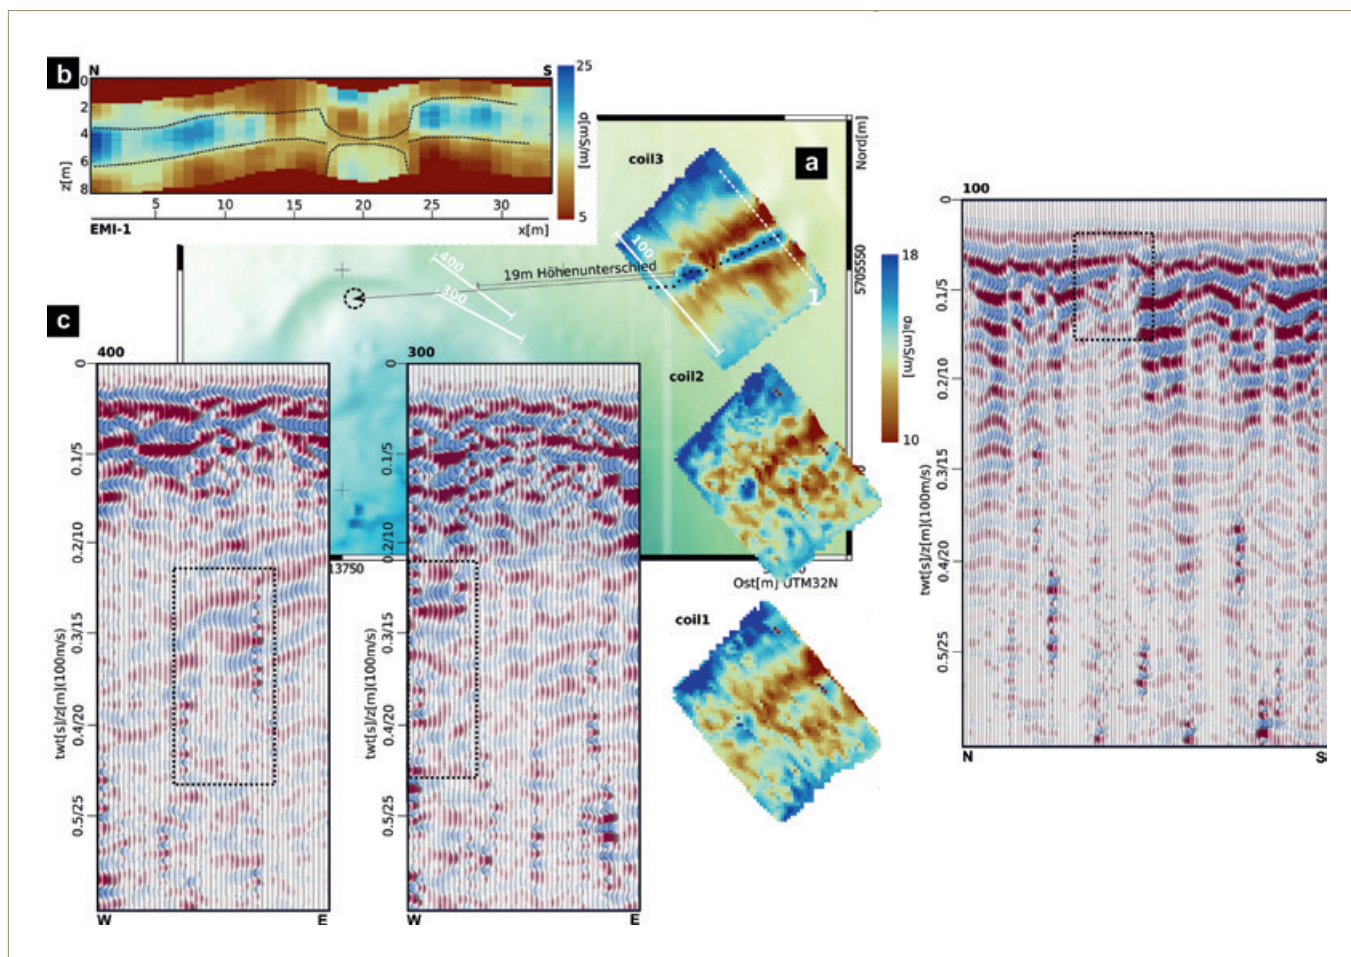 b
N
S
0
2
4
6
8
z[m]
5
10
15
20
25
30
x[m]
EMI-1
25
5
σ[mS/m]
a
Nord[m]
5705550
coil3
100
1
400
300
19m Höhenunterschied
coil2
coil1
18
10
σa[mS/m]
13750
Ost[m] UTM32N
c
400
0
0.1/5
0.2/10
0.3/15
0.4/20
0.5/25
twt[s]/z[m](100m/s)
W
E
300
0
0.1/5
0.2/10
0.3/15
0.4/20
0.5/25
twt[s]/z[m](100m/s)
W
E
100
0
0.1/5
0.2/10
0.3/15
0.4/20
0.5/25
twt[s]/z[m](100m/s)
N